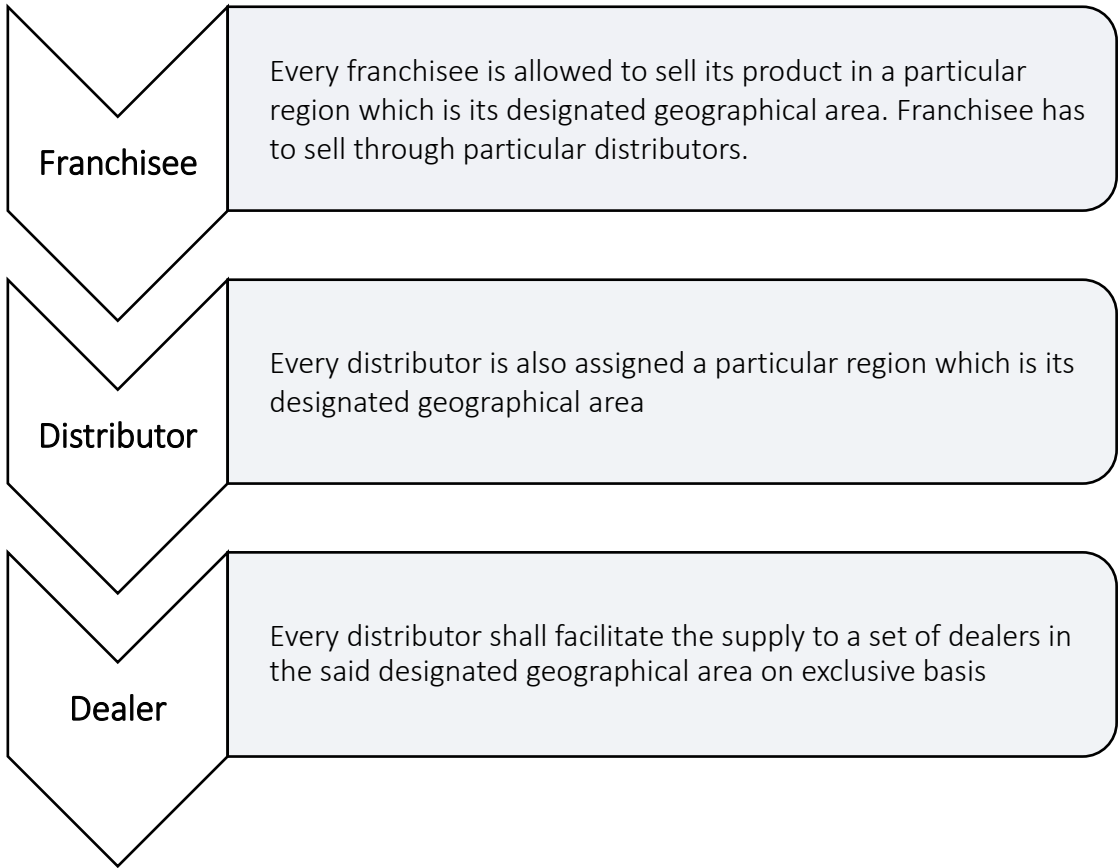 Franchisee
Every franchisee is allowed to sell its product in a particular
region which is its designated geographical area. Franchisee has
to sell through particular distributors.
Distributor
Every distributor is also assigned a particular region which is its
designated geographical area
Dealer
Every distributor shall facilitate the supply to a set of dealers in
the said designated geographical area on exclusive basis